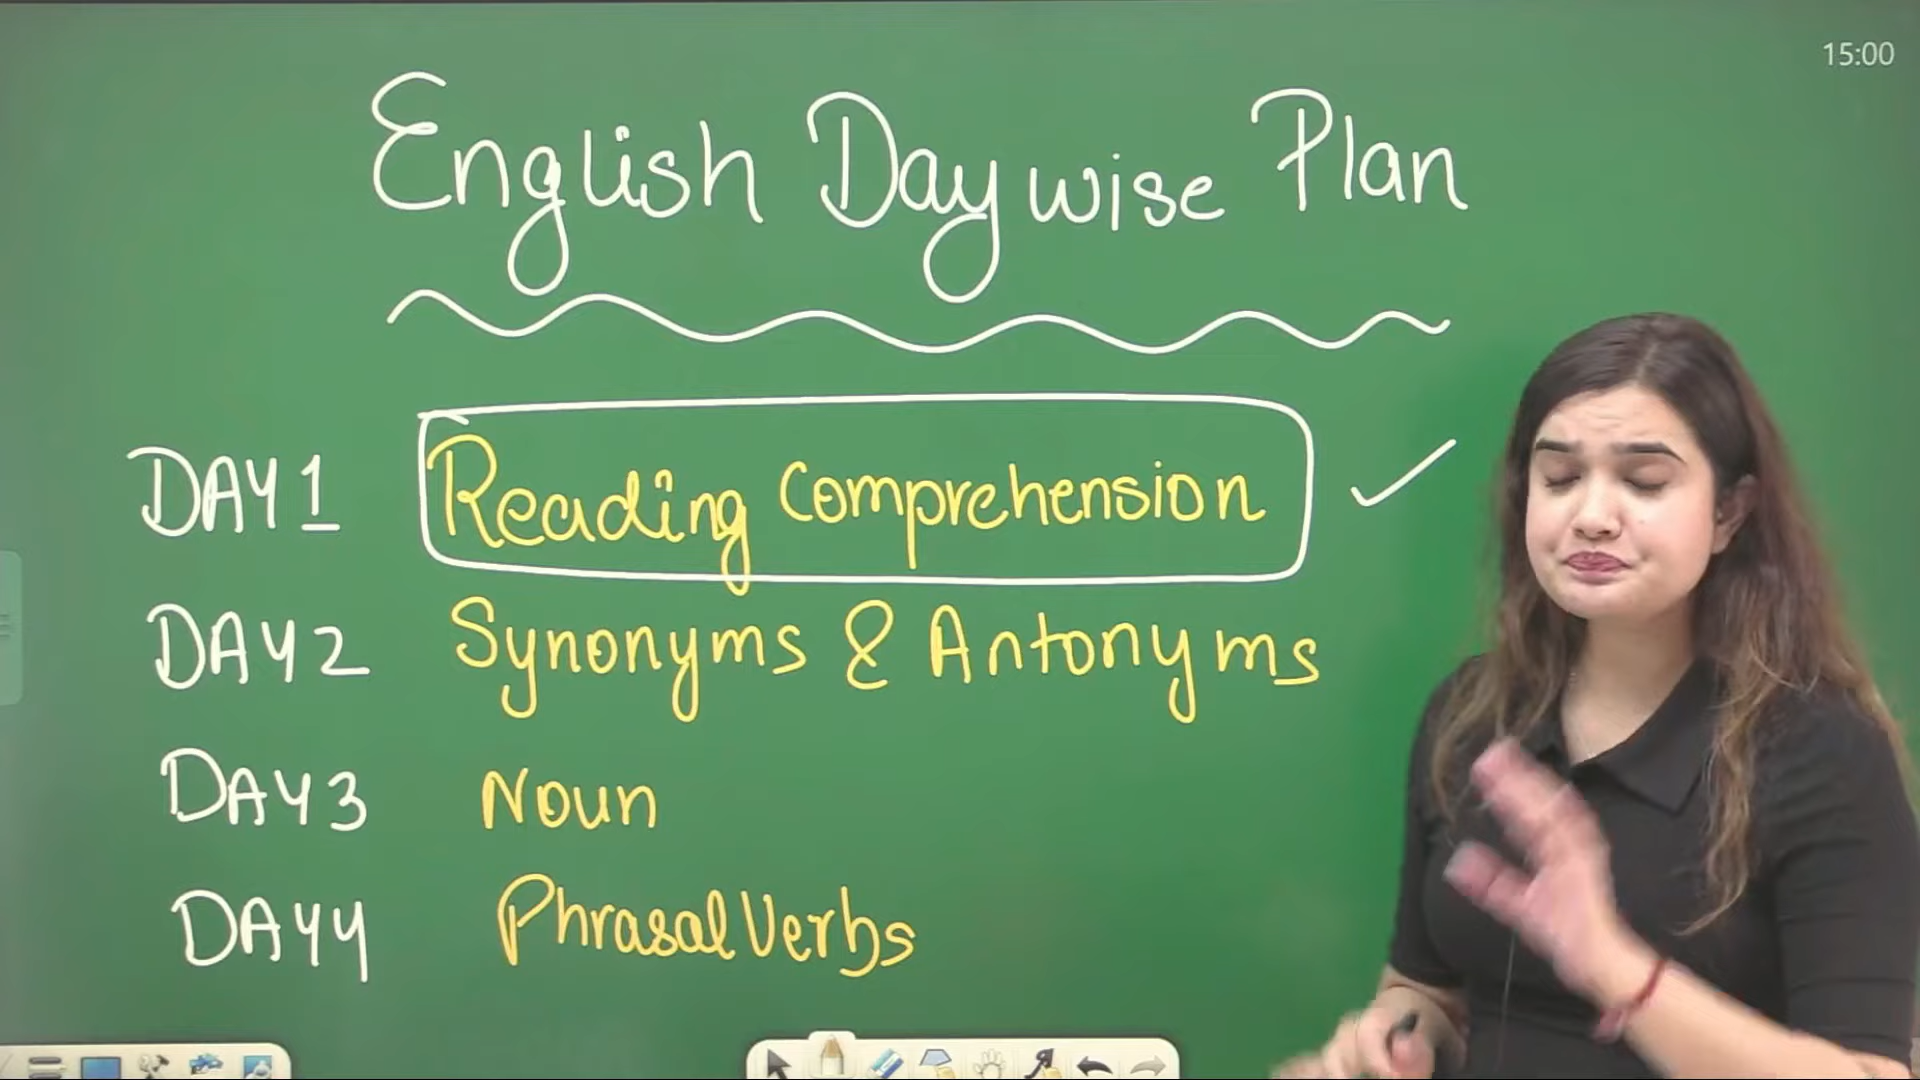 15:00
English Daywise Plan
DAY 1 Reading Comprehension
DAY 2 Synonyms & Antonyms
DAY 3 Noun
DAY 4 Phrasal Verbs